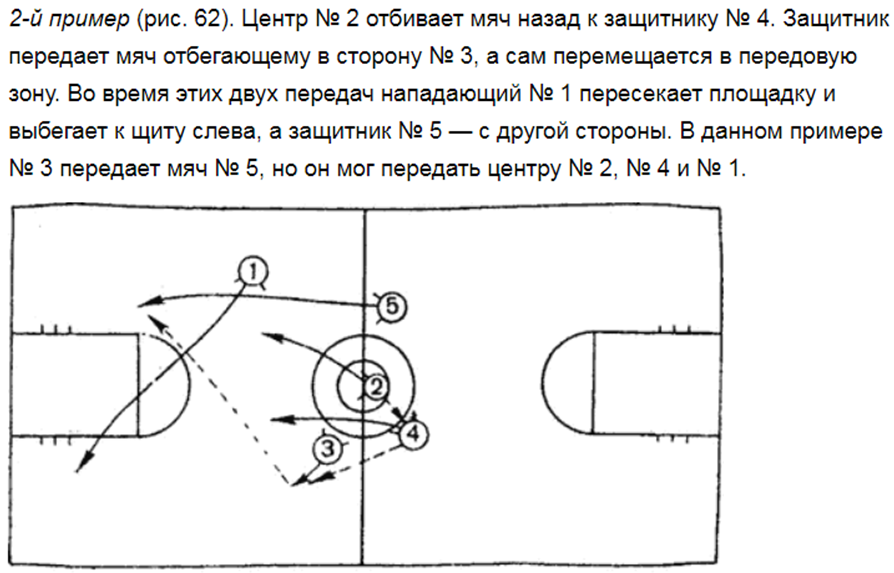 2-й пример (рис. 62). Центр № 2 отбивает мяч назад к защитнику № 4. Защитник
передает мяч отбегающему в сторону № 3, а сам перемещается в передовую
зону. Во время этих двух передач нападающий № 1 пересекает площадку и
выбегает к щиту слева, а защитник № 5 — с другой стороны. В данном примере
№ 3 передает мяч № 5, но он мог передать центру № 2, № 4 и № 1.
1
5
2
4
3